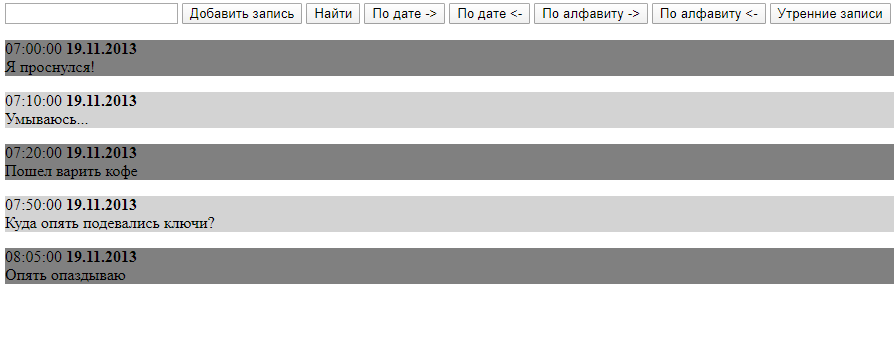 Добавить запись Найти По дате -> По дате <- По алфавиту -> По алфавиту <- Утренние записи
07:00:00 19.11.2013
Я проснулся!
07:10:00 19.11.2013
Умываюсь...
07:20:00 19.11.2013
Пошел варить кофе
07:50:00 19.11.2013
Куда опять подевались ключи?
08:05:00 19.11.2013
Опять опаздываю